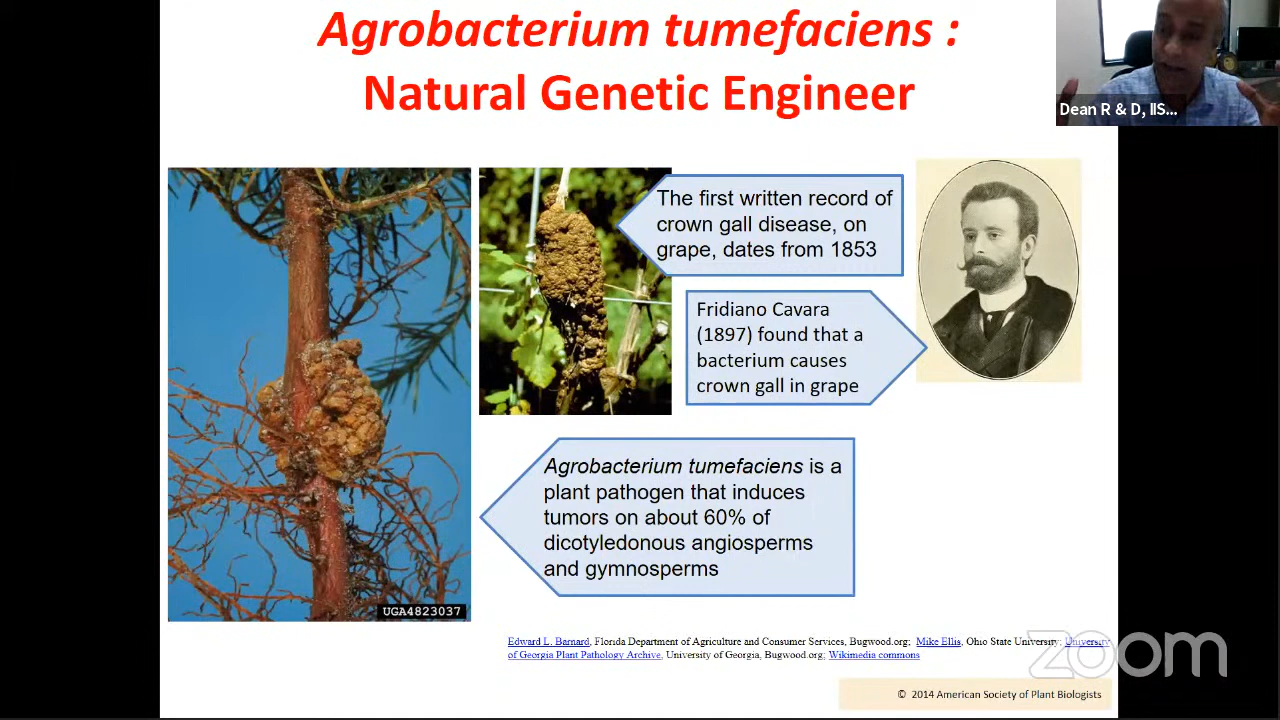 Agrobacterium tumefaciens :
Natural Genetic Engineer
Dean R & D, IIS...
The first written record of
crown gall disease, on
grape, dates from 1853
Fridiano Cavara
(1897) found that a
bacterium causes
crown gall in grape
Agrobacterium tumefaciens is a
plant pathogen that induces
tumors on about 60% of
dicotyledonous angiosperms
and gymnosperms
UGA4823037
Edward L. Barnard, Florida Department of Agriculture and Consumer Services, Bugwood.org; Mike Ellis, Ohio State University; University
of Georgia Plant Pathology Archive, University of Georgia, Bugwood.org; Wikimedia commons
zoom
© 2014 American Society of Plant Biologists